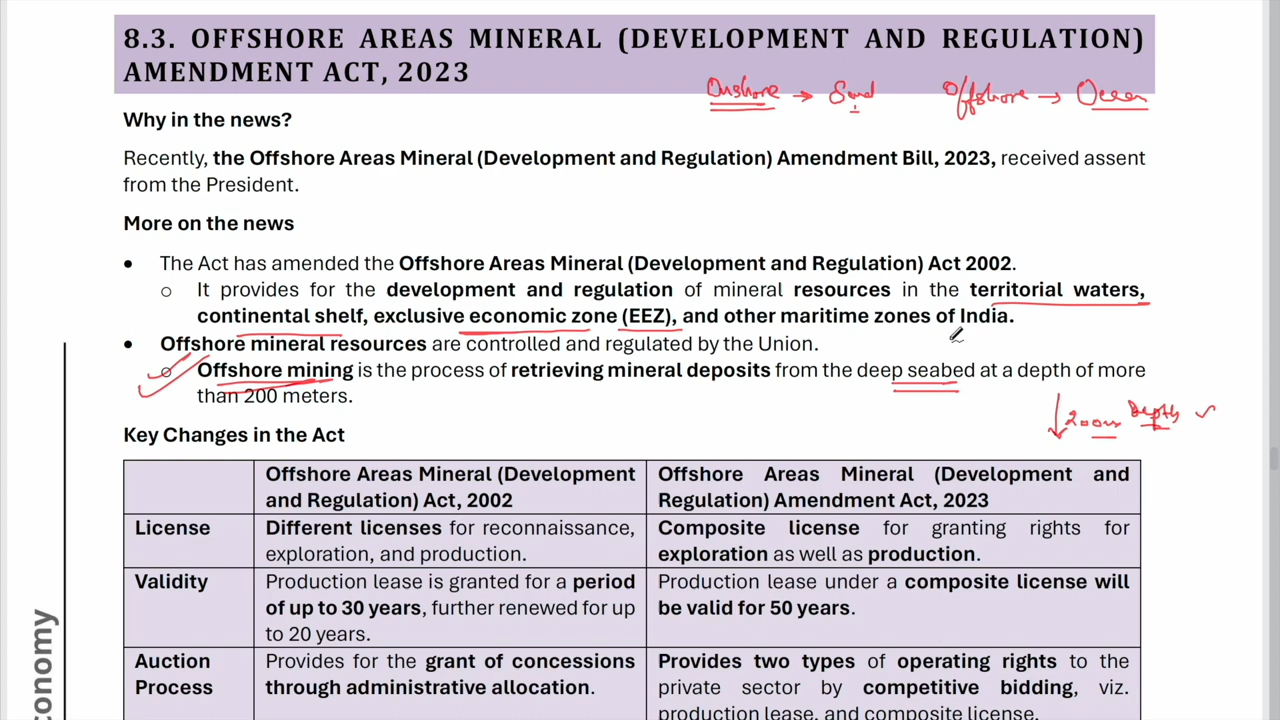 8.3. OFFSHORE AREAS MINERAL (DEVELOPMENT AND REGULATION)
AMENDMENT ACT, 2023
Onshore → Sand Offshore → Ocean
Why in the news?
Recently, the Offshore Areas Mineral (Development and Regulation) Amendment Bill, 2023, received assent
from the President.
More on the news
• The Act has amended the Offshore Areas Mineral (Development and Regulation) Act 2002.
o It provides for the development and regulation of mineral resources in the territorial waters,
continental shelf, exclusive economic zone (EEZ), and other maritime zones of India.
• Offshore mineral resources are controlled and regulated by the Union.
o Offshore mining is the process of retrieving mineral deposits from the deep seabed at a depth of more
than 200 meters.
↓ 200m Depth ✓
Key Changes in the Act
Offshore Areas Mineral (Development
and Regulation) Act, 2002
Offshore Areas Mineral (Development and
Regulation) Amendment Act, 2023
License
Different licenses for reconnaissance,
exploration, and production.
Composite license for granting rights for
exploration as well as production.
Validity
Production lease is granted for a period
of up to 30 years, further renewed for up
to 20 years.
Production lease under a composite license will
be valid for 50 years.
Auction
Process
Provides for the grant of concessions
through administrative allocation.
Provides two types of operating rights to the
private sector by competitive bidding, viz.
production lease, and composite license.
onomy